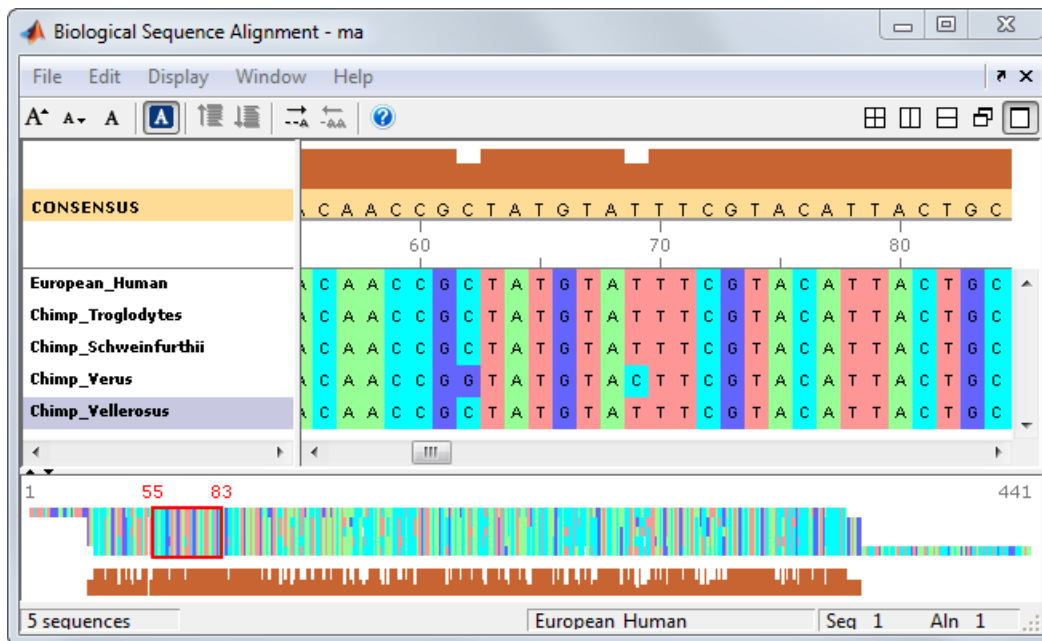 Biological Sequence Alignment - ma
File Edit Display Window Help
A A A A
CONSENSUS
A C A A C C G C T A T G T A T T T C G T A C A T T A C T G C
60 70 80
European_Human A C A A C C G C T A T G T A T T T C G T A C A T T A C T G C
Chimp_Troglodytes A C A A C C G C T A T G T A T T T C G T A C A T T A C T G C
Chimp_Schweinfurthii A C A A C C G C T A T G T A T T T C G T A C A T T A C T G C
Chimp_Verus A C A A C C G G T A T G T A C T T C G T A C A T T A C T G C
Chimp_Vellerosus A C A A C C G C T A T G T A T T T C G T A C A T T A C T G C
1 55 83 441
5 sequences European Human Seq 1 Aln 1